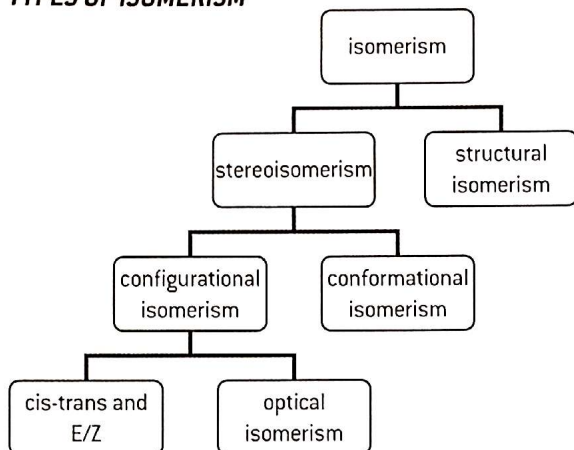 TYPES OF ISOMERISM
isomerism
stereoisomerism
structural
isomerism
configurational
isomerism
conformational
isomerism
cis-trans and
E/Z
optical
isomerism